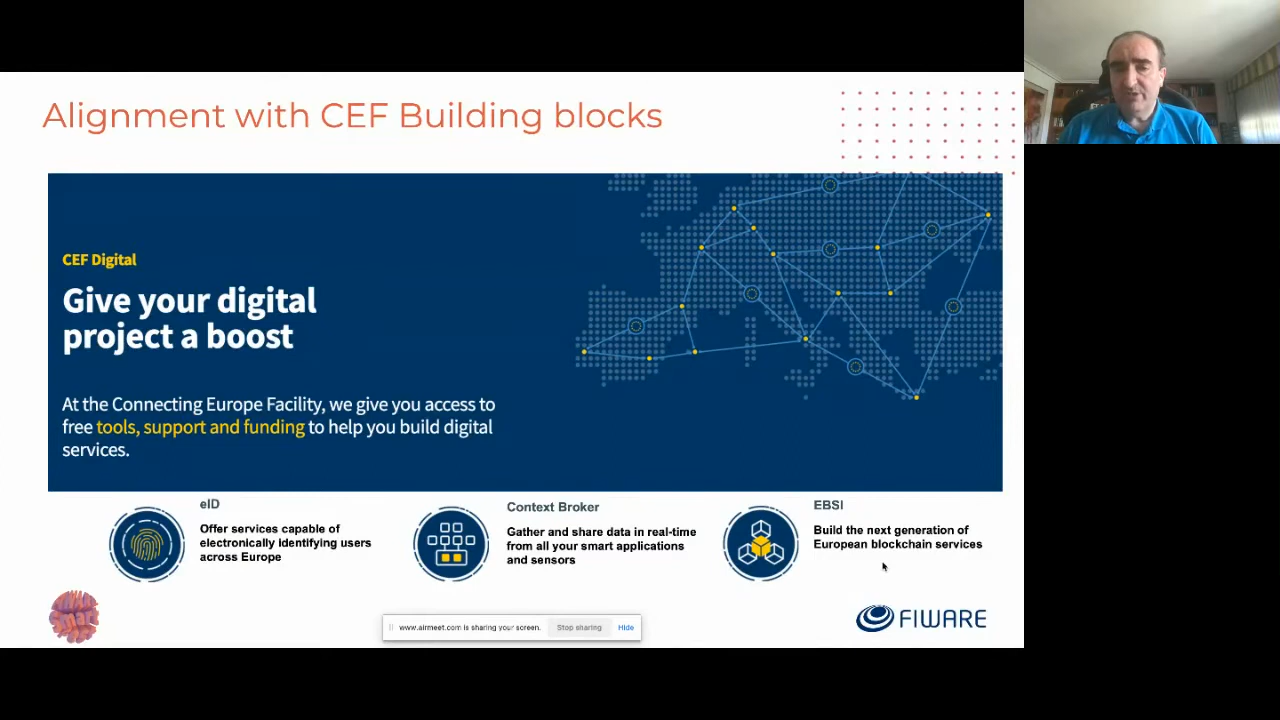 Alignment with CEF Building blocks
CEF Digital
Give your digital
project a boost
At the Connecting Europe Facility, we give you access to
free tools, support and funding to help you build digital
services.
eID
Offer services capable of
electronically identifying users
across Europe
Context Broker
Gather and share data in real-time
from all your smart applications
and sensors
EBSI
Build the next generation of
European blockchain services
www.airmeet.com is sharing your screen.
Stop sharing
Hide
Smart
FIWARE